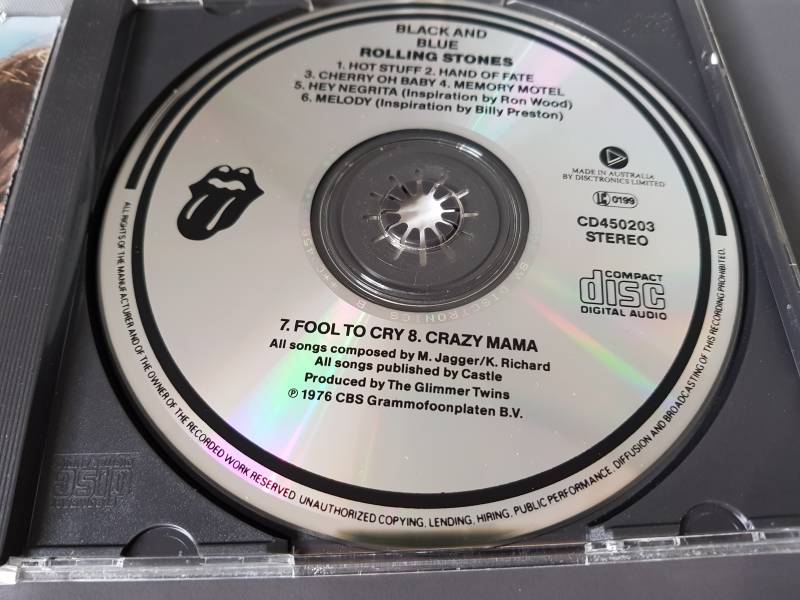 BLACK AND
BLUE
ROLLING STONES
1. HOT STUFF 2. HAND OF FATE
3. CHERRY OH BABY 4. MEMORY MOTEL
5. HEY NEGRITA (Inspiration by Ron Wood)
6. MELODY (Inspiration by Billy Preston)
MADE IN AUSTRALIA
BY DISCTRONICS LIMITED
0199
CD450203
STEREO
COMPACT
disc
DIGITAL AUDIO
BY DISCTRONICS B
7. FOOL TO CRY 8. CRAZY MAMA
All songs composed by M. Jagger/K. Richard
All songs published by Castle
Produced by The Glimmer Twins
℗ 1976 CBS Grammofoonplaten B.V.
ALL RIGHTS OF THE MANUFACTURER AND OF THE OWNER OF THE RECORDED WORK RESERVED. UNAUTHORIZED COPYING, LENDING, HIRING, PUBLIC PERFORMANCE, DIFFUSION AND BROADCASTING OF THIS RECORDING PROHIBITED.
disc